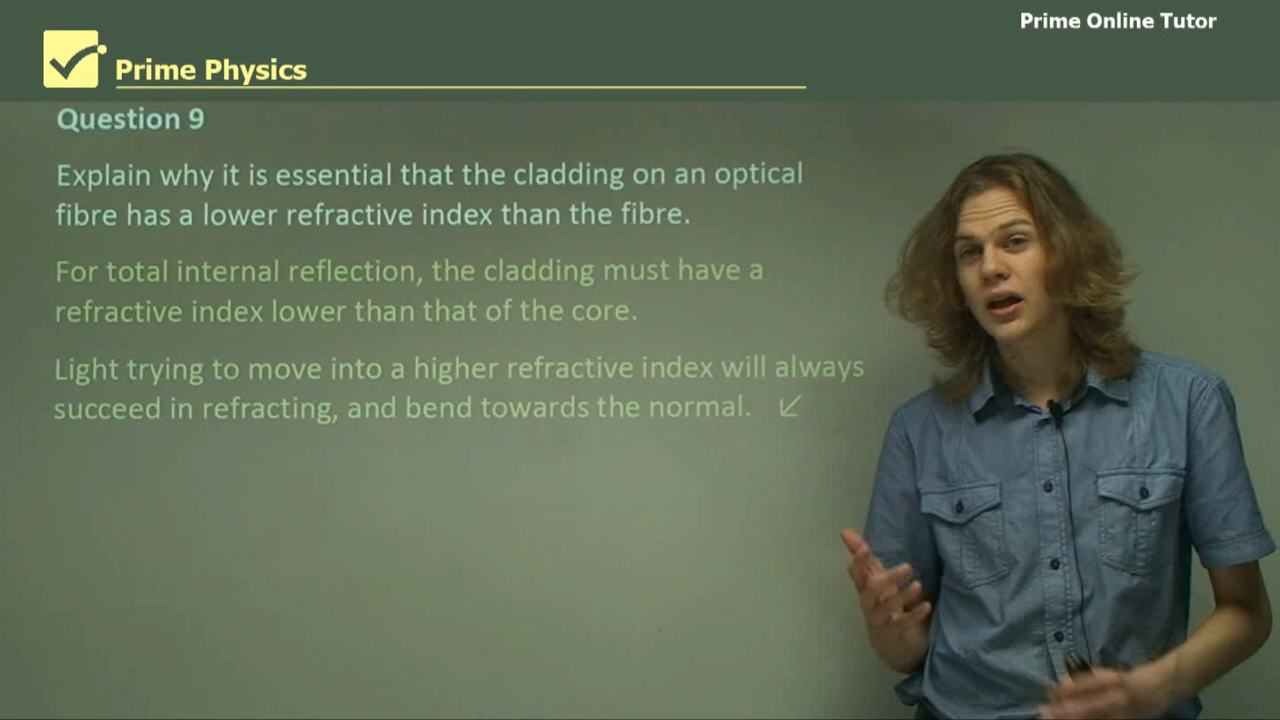 Prime Online Tutor
Prime Physics
Question 9
Explain why it is essential that the cladding on an optical
fibre has a lower refractive index than the fibre.
For total internal reflection, the cladding must have a
refractive index lower than that of the core.
Light trying to move into a higher refractive index will always
succeed in refracting, and bend towards the normal.